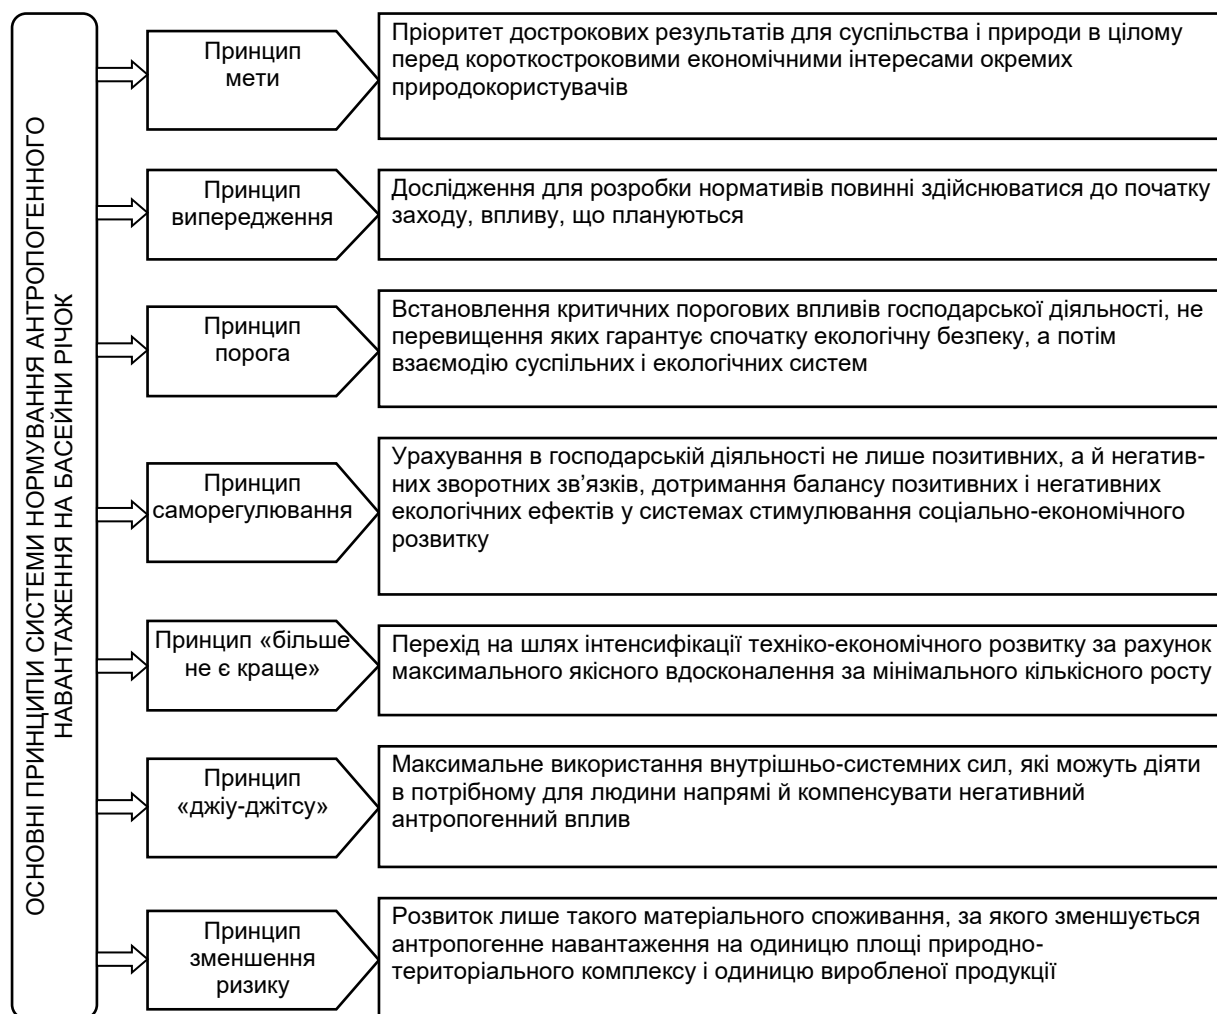 ОСНОВНІ ПРИНЦИПИ СИСТЕМИ НОРМУВАННЯ АНТРОПОГЕННОГО
НАВАНТАЖЕННЯ НА БАСЕЙНИ РІЧОК
Принцип
мети
Пріоритет дострокових результатів для суспільства і природи в цілому
перед короткостроковими економічними інтересами окремих
природокористувачів
Принцип
випередження
Дослідження для розробки нормативів повинні здійснюватися до початку
заходу, впливу, що плануються
Принцип
порога
Встановлення критичних порогових впливів господарської діяльності, не
перевищення яких гарантує спочатку екологічну безпеку, а потім
взаємодію суспільних і екологічних систем
Принцип
саморегулювання
Урахування в господарській діяльності не лише позитивних, а й негатив-
них зворотних зв’язків, дотримання балансу позитивних і негативних
екологічних ефектів у системах стимулювання соціально-економічного
розвитку
Принцип «більше
не є краще»
Перехід на шлях інтенсифікації техніко-економічного розвитку за рахунок
максимального якісного вдосконалення за мінімального кількісного росту
Принцип
«джіу-джітсу»
Максимальне використання внутрішньо-системних сил, які можуть діяти
в потрібному для людини напрямі й компенсувати негативний
антропогенний вплив
Принцип
зменшення
ризику
Розвиток лише такого матеріального споживання, за якого зменшується
антропогенне навантаження на одиницю площі природно-
територіального комплексу і одиницю виробленої продукції